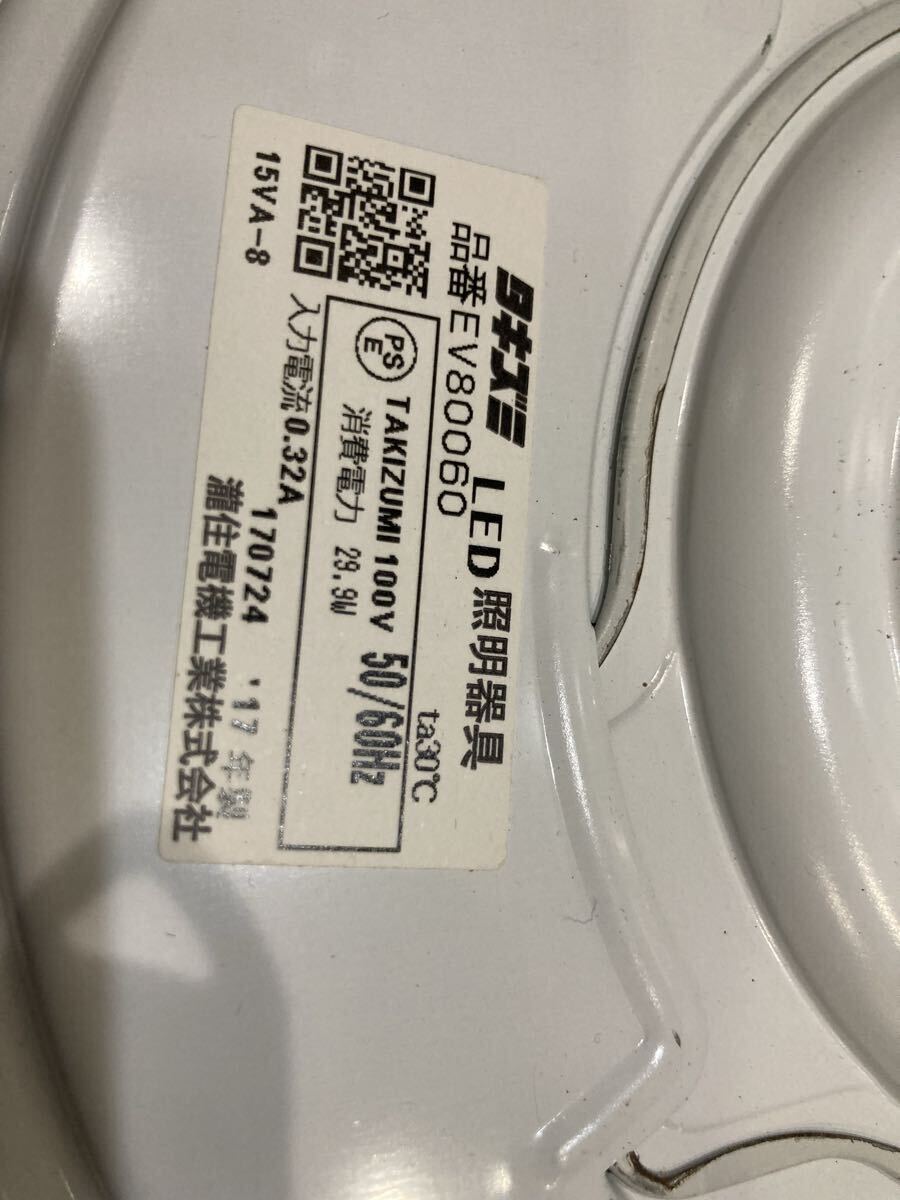 タキズミ LED照明器具
品番EV80060 ta30℃
PS
E
TAKIZUMI 100V 50/60Hz
消費電力 29.9W
入力電流0.32A
170724 '17年製
15VA-8
瀧住電機工業株式会社